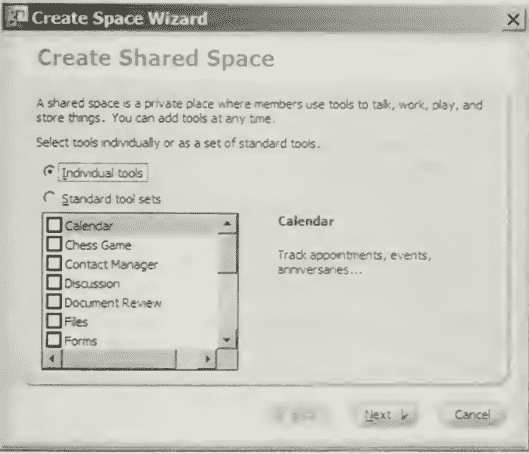 Create Space Wizard
Create Shared Space
A shared space is a private place where members use tools to talk, work, play, and
store things. You can add tools at any time.
Select tools individually or as a set of standard tools.
Individual tools
Standard tool sets
Calendar
Chess Game
Contact Manager
Discussion
Document Review
Files
Forms
Calendar
Track appointments, events,
anniversaries...
Next
Cancel